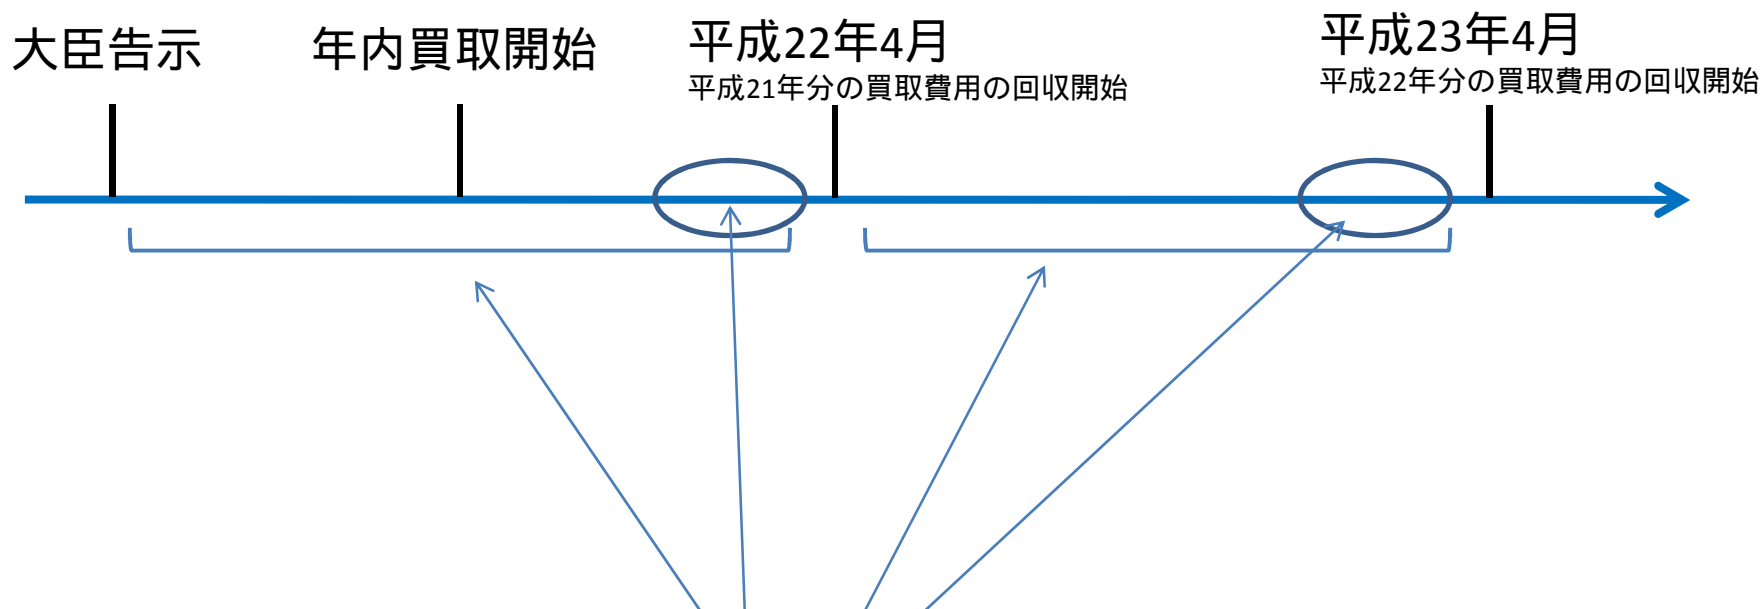 大臣告示
年内買取開始
平成22年4月
平成21年分の買取費用の回収開始
平成23年4月
平成22年分の買取費用の回収開始